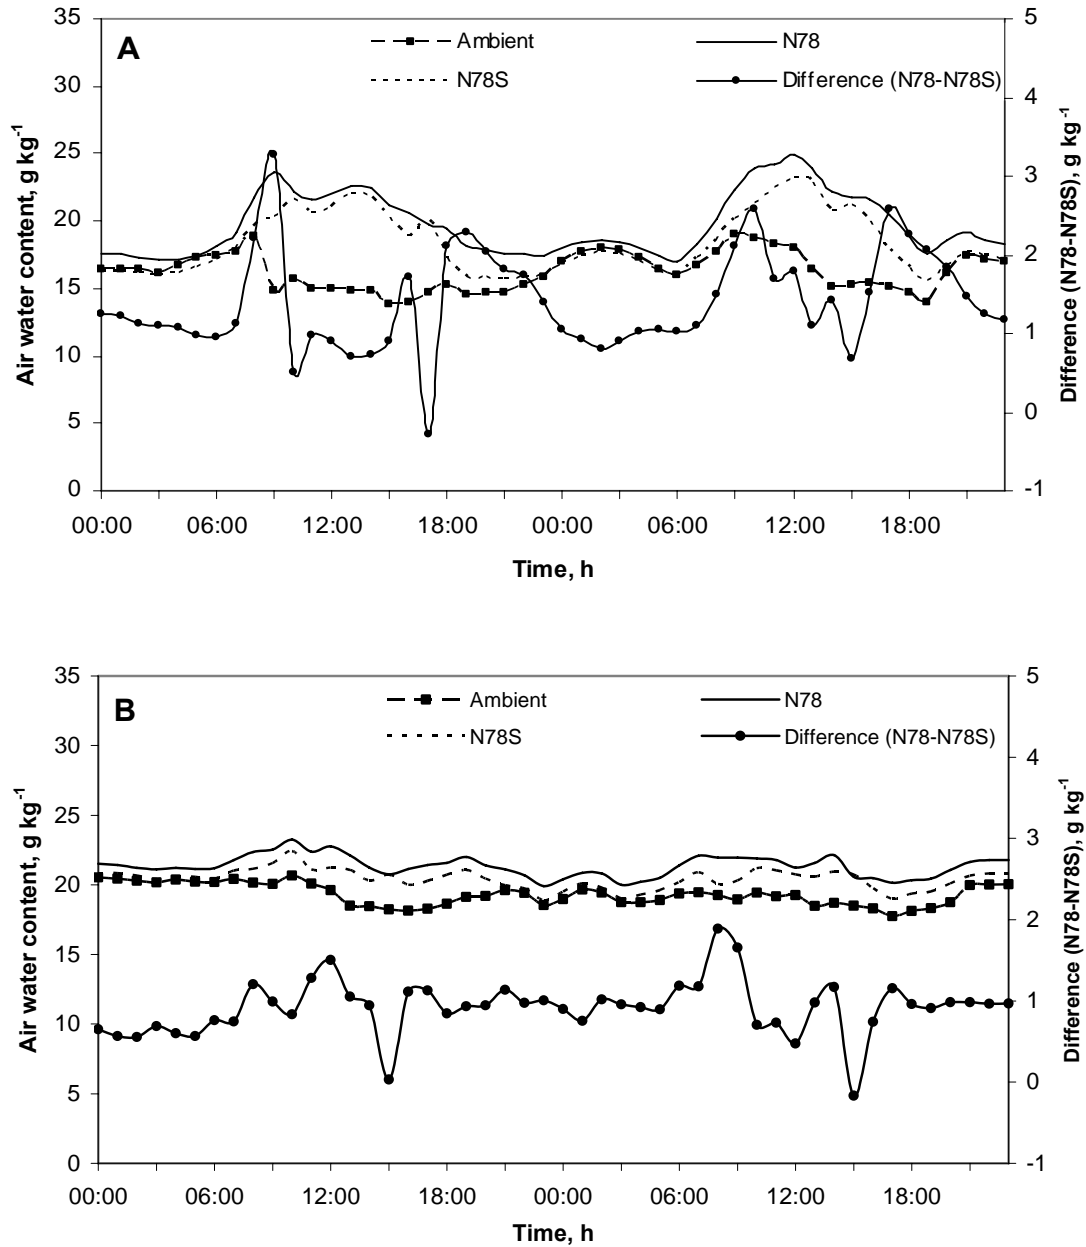 A
Ambient
N78
N78S
Difference (N78-N78S)
35
30
25
20
15
10
5
0
Air water content, g kg-1
5
4
3
2
1
0
-1
Difference (N78-N78S), g kg-1
00:00 06:00 12:00 18:00 00:00 06:00 12:00 18:00
Time, h
B
Ambient
N78
N78S
Difference (N78-N78S)
35
30
25
20
15
10
5
0
Air water content, g kg-1
5
4
3
2
1
0
-1
Difference (N78-N78S), g kg-1
00:00 06:00 12:00 18:00 00:00 06:00 12:00 18:00
Time, h